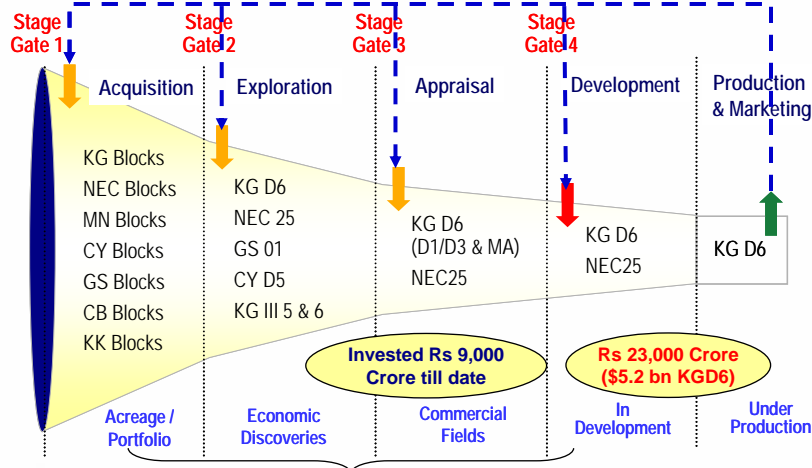 Stage
Gate 1
Stage
Gate 2
Stage
Gate 3
Stage
Gate 4
Acquisition
Exploration
Appraisal
Development
Production
& Marketing
KG Blocks
NEC Blocks
MN Blocks
CY Blocks
GS Blocks
CB Blocks
KK Blocks
KG D6
NEC 25
GS 01
CY D5
KG III 5 & 6
KG D6
(D1/D3 & MA)
NEC25
KG D6
NEC25
KG D6
Invested Rs 9,000
Crore till date
Rs 23,000 Crore
($5.2 bn KGD6)
Acreage /
Portfolio
Economic
Discoveries
Commercial
Fields
In
Development
Under
Production